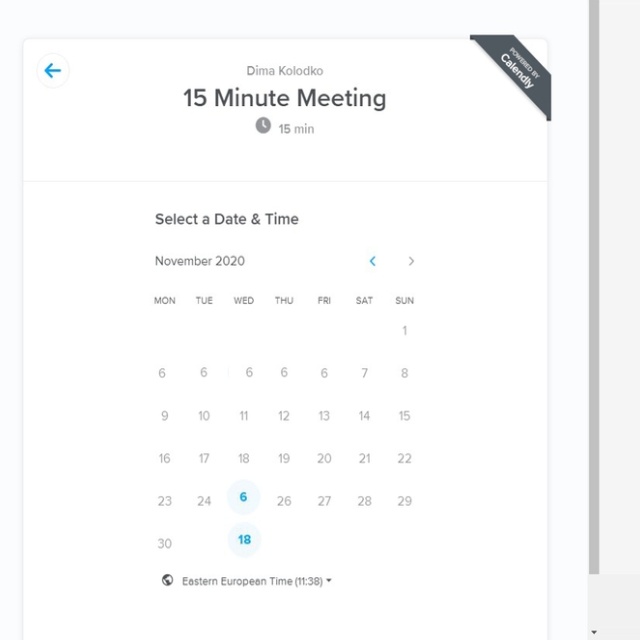 Dima Kolodko
POWERED BY
Calendly
15 Minute Meeting
15 min
Select a Date & Time
November 2020
MON TUE WED THU FRI SAT SUN
1
6 6 6 6 6 7 8
9 10 11 12 13 14 15
16 17 18 19 20 21 22
23 24 6 26 27 28 29
30 18
Eastern European Time (11:38)